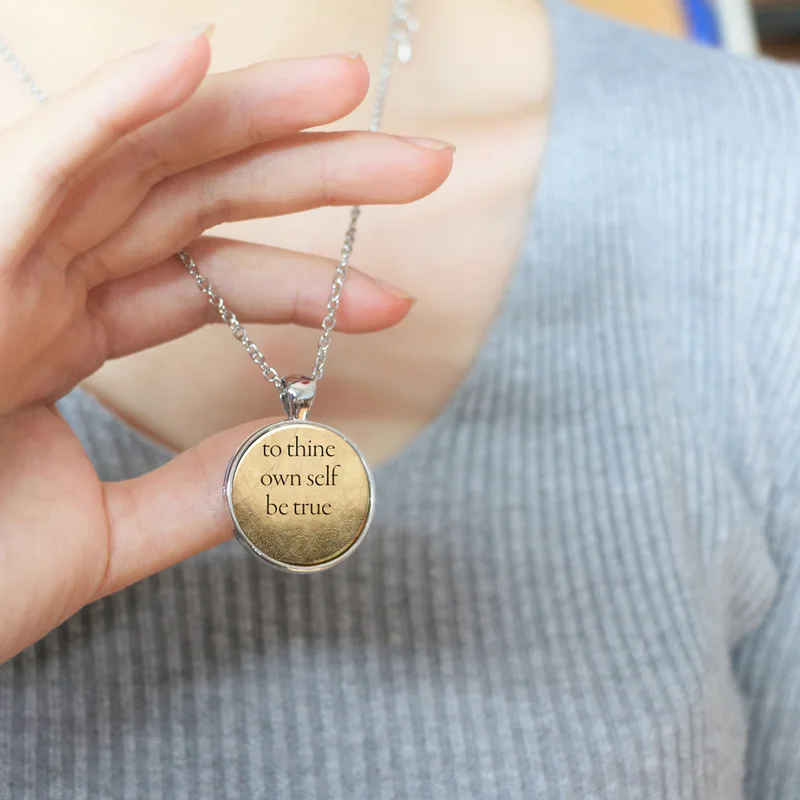 to thine
own self
be true